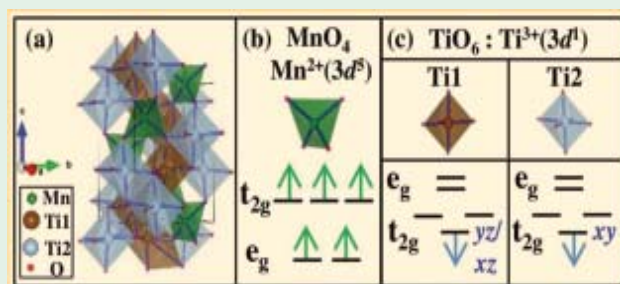 (a)
c
b
a
Mn
Ti1
Ti2
O
(b) MnO₄
Mn²⁺(3d⁵)
t₂g
eg
(c) TiO₆ : Ti³⁺(3d¹)
Ti1
eg
t₂g yz/
xz
Ti2
eg
t₂g xy